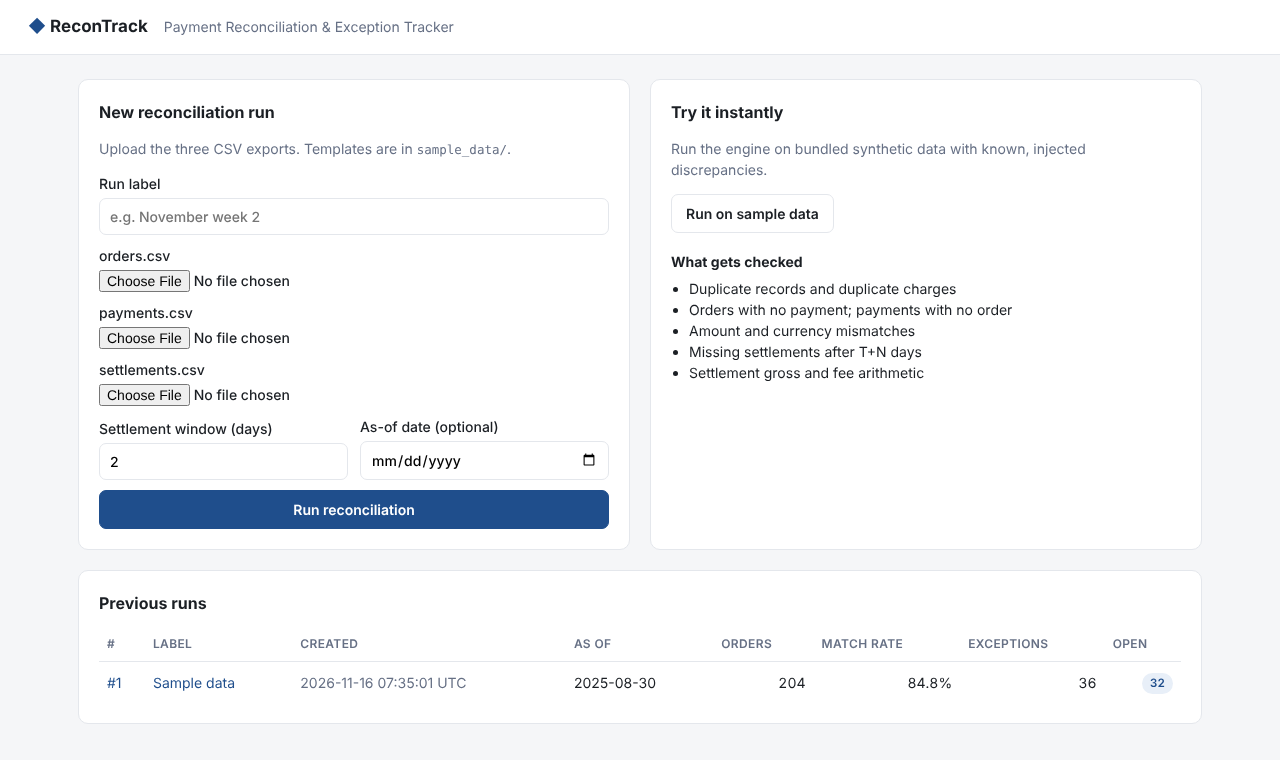 ReconTrack Payment Reconciliation & Exception Tracker
New reconciliation run
Upload the three CSV exports. Templates are in sample_data/.
Run label
e.g. November week 2
orders.csv
Choose File No file chosen
payments.csv
Choose File No file chosen
settlements.csv
Choose File No file chosen
Settlement window (days) As-of date (optional)
2 mm/dd/yyyy
Run reconciliation
Try it instantly
Run the engine on bundled synthetic data with known, injected
discrepancies.
Run on sample data
What gets checked
Duplicate records and duplicate charges
Orders with no payment; payments with no order
Amount and currency mismatches
Missing settlements after T+N days
Settlement gross and fee arithmetic
Previous runs
# LABEL CREATED AS OF ORDERS MATCH RATE EXCEPTIONS OPEN
#1 Sample data 2026-11-16 07:35:01 UTC 2025-08-30 204 84.8% 36 32